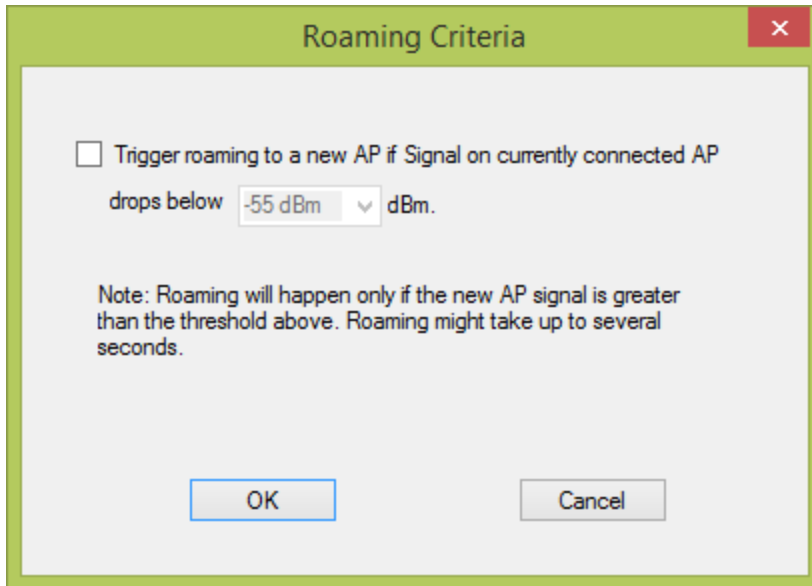 Roaming Criteria
Trigger roaming to a new AP if Signal on currently connected AP
drops below -55 dBm dBm.
Note: Roaming will happen only if the new AP signal is greater
than the threshold above. Roaming might take up to several
seconds.
OK Cancel